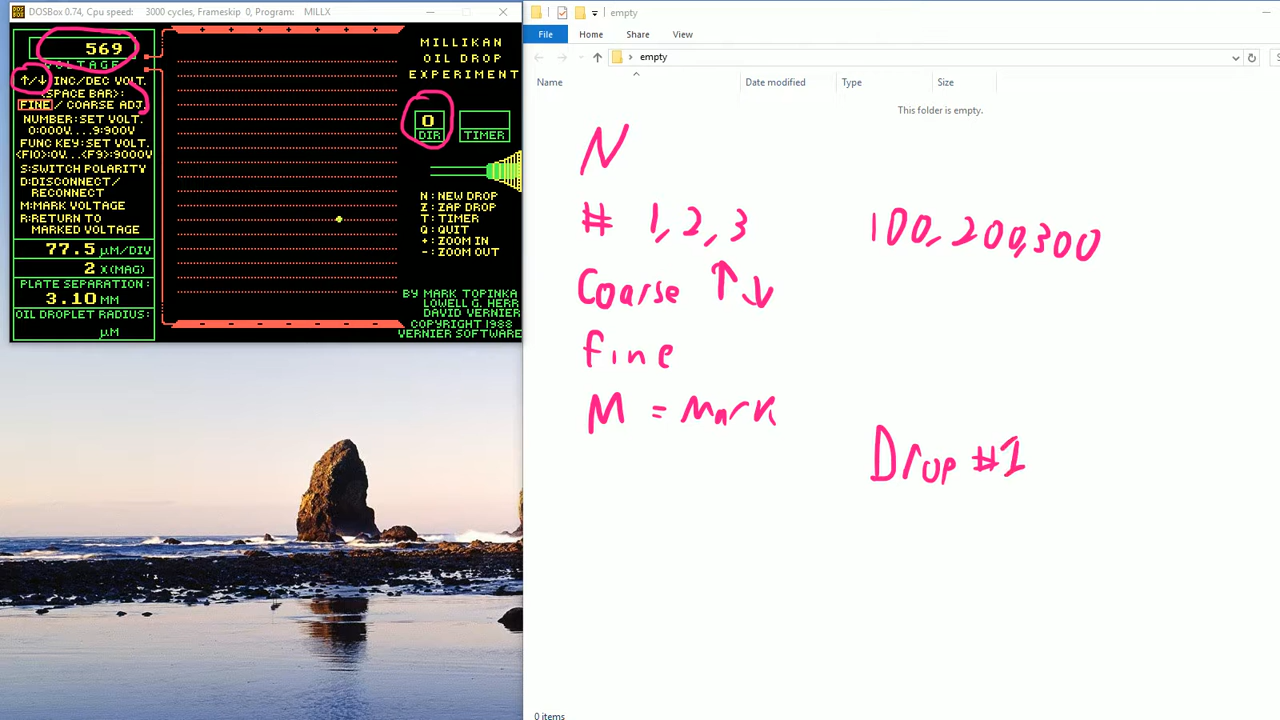 DOSBox 0.74, Cpu speed: 3000 cycles, Frameskip 0, Program: MILLX
569
VOLTAGE
↑/↓ INC/DEC VOLT.
(SPACE BAR):
FINE / COARSE ADJ.
NUMBER: SET VOLT.
0:000V....9:900V
FUNC KEY: SET VOLT.
<F10>0V...<F9>9000V
S:SWITCH POLARITY
D:DISCONNECT/
RECONNECT
M:MARK VOLTAGE
R:RETURN TO
MARKED VOLTAGE
77.5 µM/DIV
2 X(MAG)
PLATE SEPARATION:
3.10 MM
OIL DROPLET RADIUS:
µM
MILLIKAN
OIL DROP
EXPERIMENT
0
DIR
TIMER
N: NEW DROP
Z: ZAP DROP
T: TIMER
Q: QUIT
+: ZOOM IN
-: ZOOM OUT
BY MARK TOPINKA
LOWELL G. HERR
DAVID VERNIER
COPYRIGHT 1988
VERNIER SOFTWARE
empty
File Home Share View
empty
Name Date modified Type Size
This folder is empty.
N
# 1, 2, 3 100, 200, 300
Coarse ↑ ↓
fine
M = Mark
Drop #1
0 items